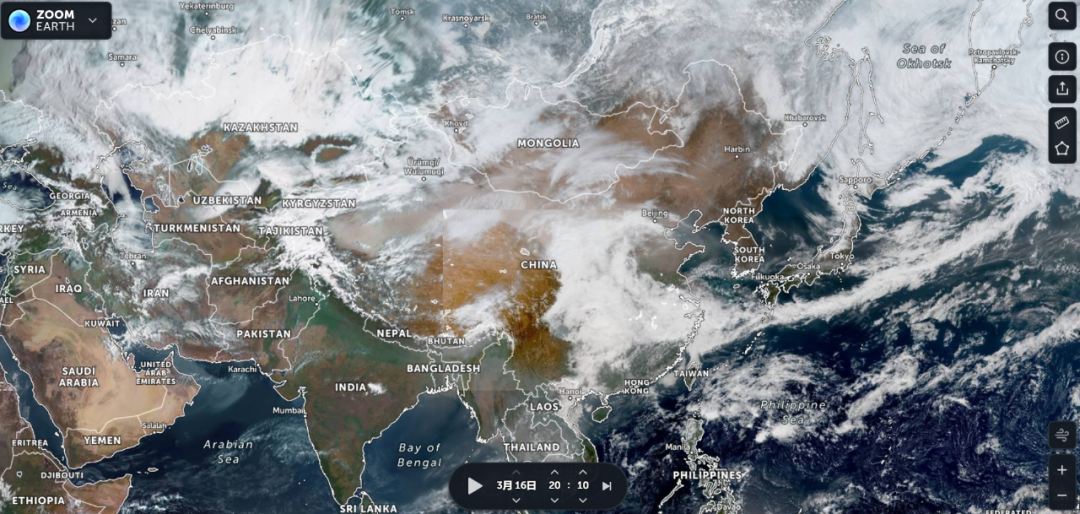 ZOOM
EARTH
Yekaterinburg
Chelyabinsk
Samara
Tomsk
Krasnoyarsk
Bratsk
Sea of
Okhotsk
Petropavlovsk-
Kamchatsky
KAZAKHSTAN
Khovd
MONGOLIA
Khabarovsk
Harbin
Ürümqi/
Wulumuqi
Sapporo
GEORGIA
ARMENIA
UZBEKISTAN
KYRGYZSTAN
TURKMENISTAN
TAJIKISTAN
Beijing
NORTH
KOREA
SOUTH
KOREA
Tokyo
Osaka
Fukuoka
Tehran
SYRIA
IRAQ
IRAN
AFGHANISTAN
CHINA
Lahore
KUWAIT
PAKISTAN
NEPAL
BHUTAN
SAUDI
ARABIA
UNITED
ARAB
EMIRATES
Karachi
BANGLADESH
INDIA
HONG
KONG
TAIWAN
Hanoi
LAOS
Mumbai
Salalah
YEMEN
ERITREA
Arabian
Sea
Bay of
Bengal
THAILAND
Philippine
Sea
PHILIPPINES
DJIBOUTI
ETHIOPIA
SRI LANKA
Davao
3月16日 20 : 10